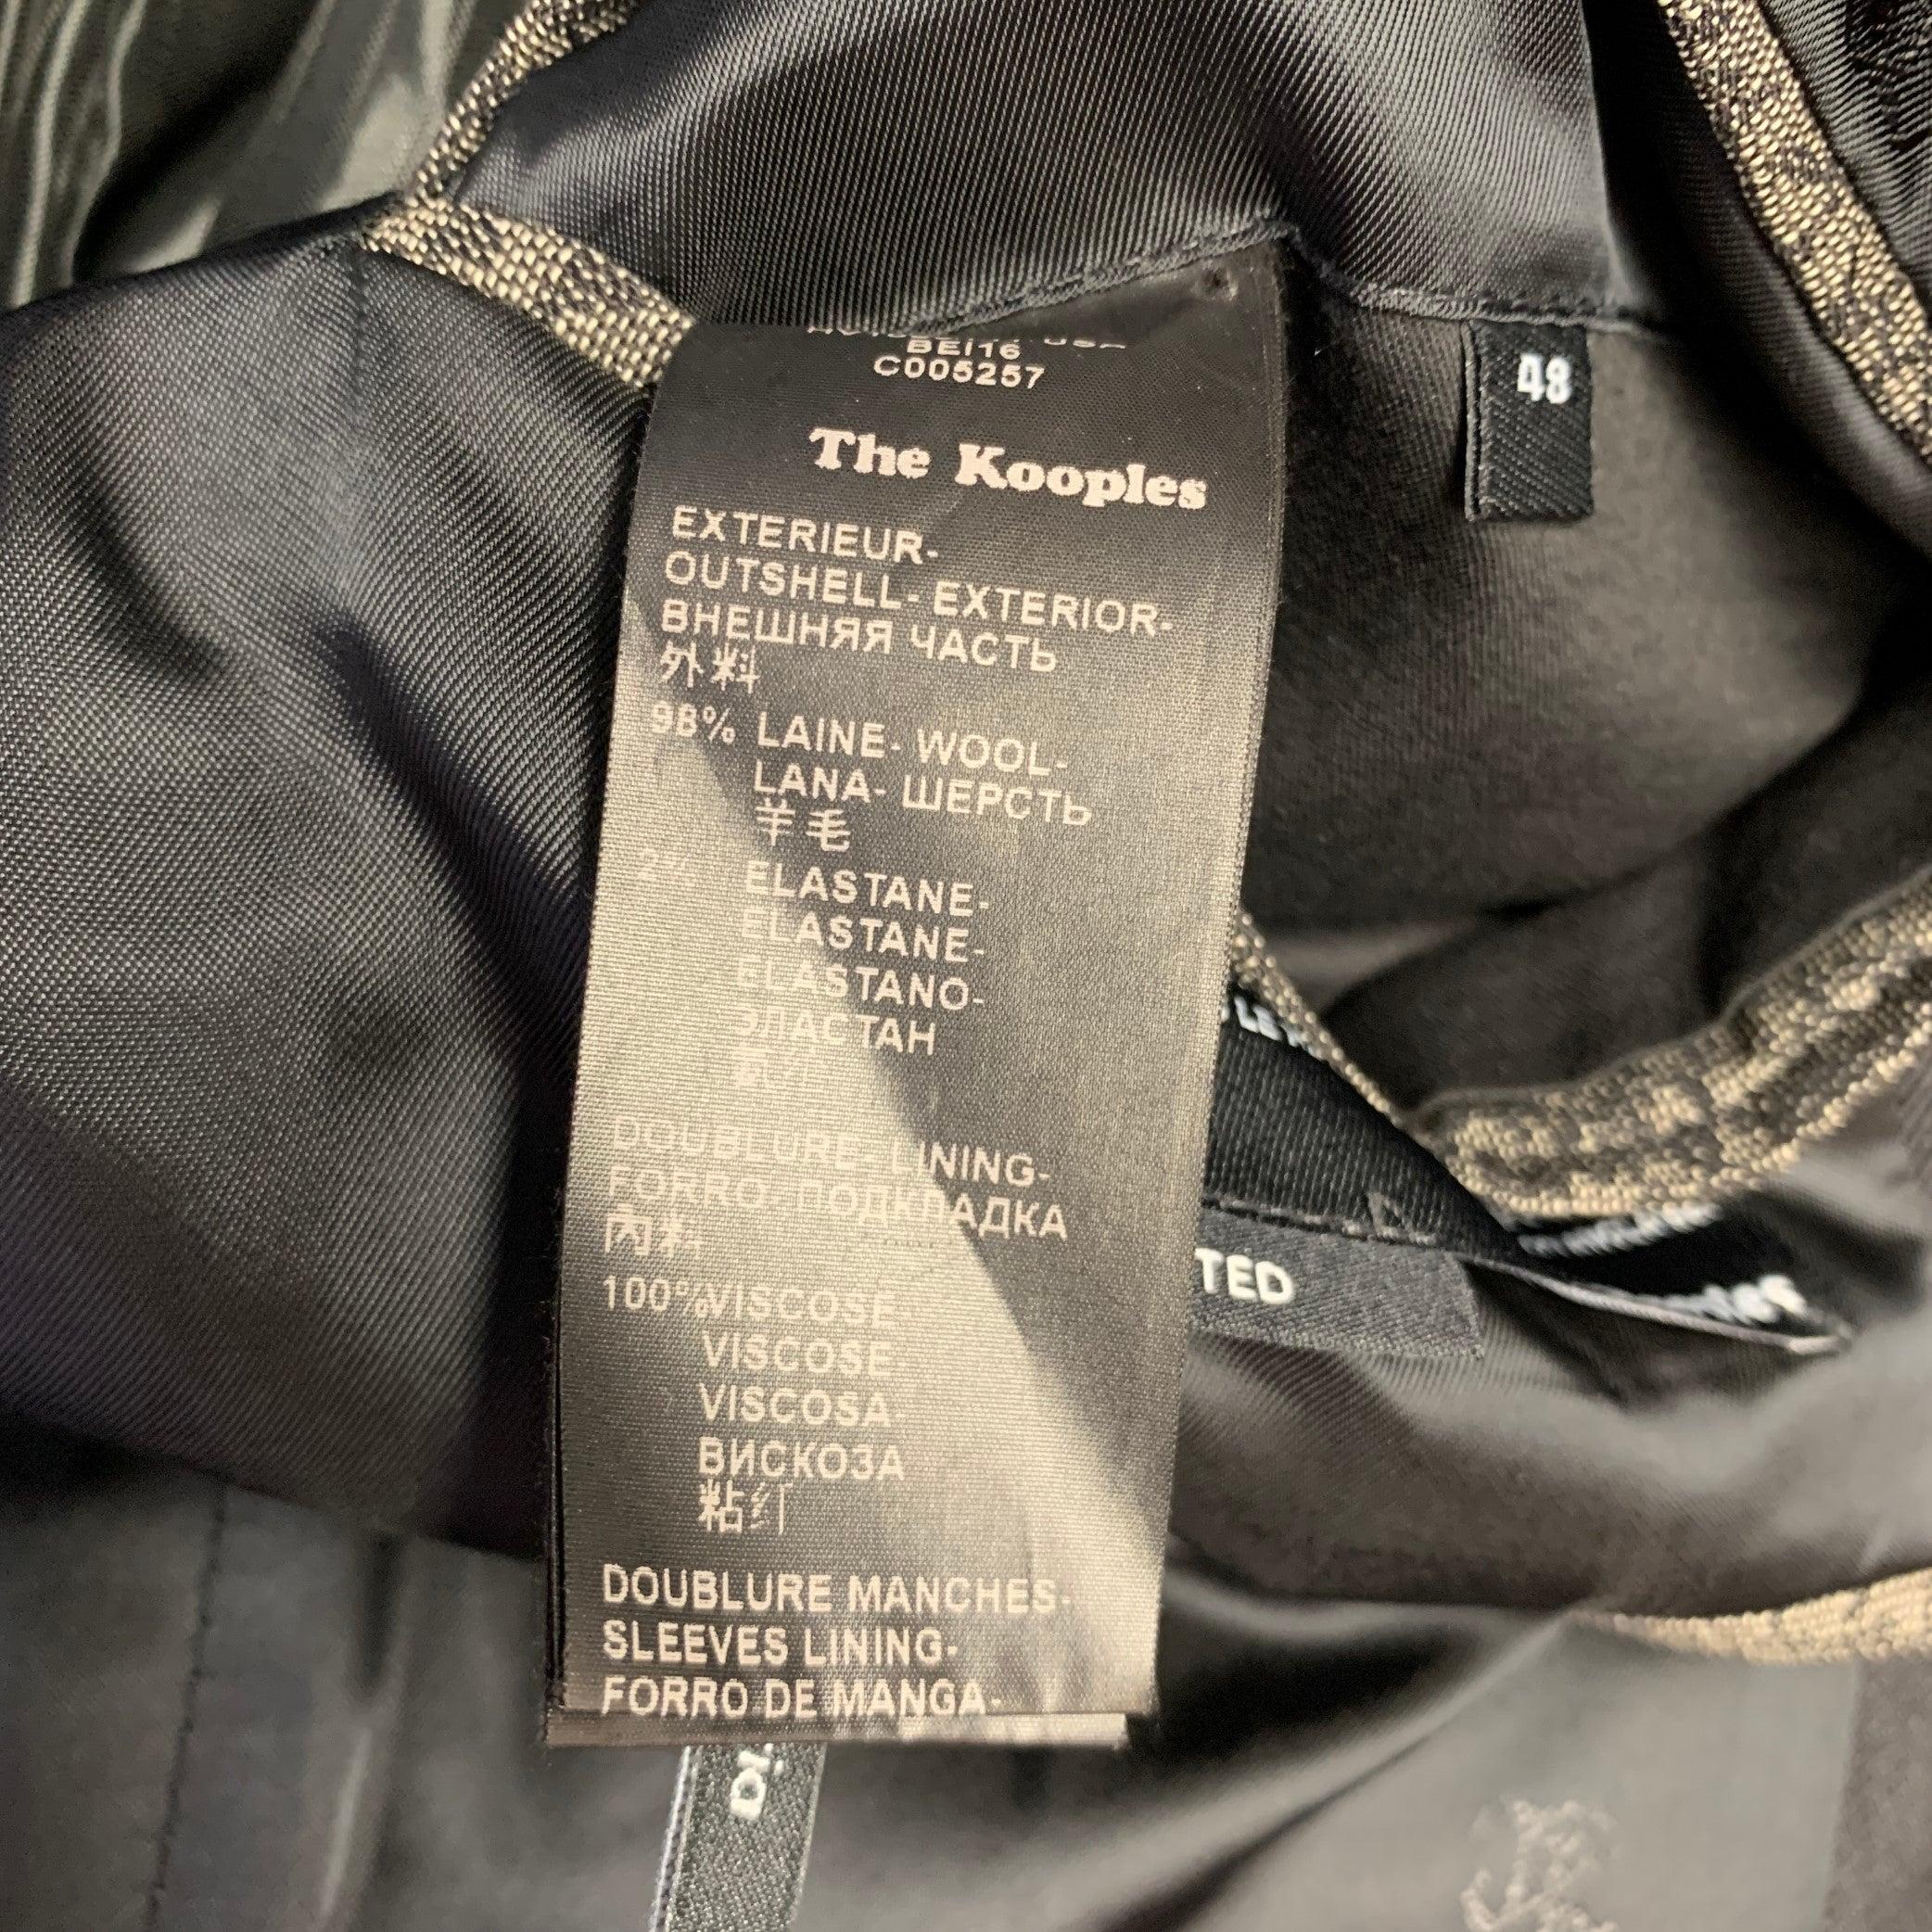 BEI16
C005257
The Kooples
48
EXTERIEUR-
OUTSHELL- EXTERIOR-
ВНЕШНЯЯ ЧАСТЬ
外料
98% LAINE- WOOL-
LANA- ШЕРСТЬ
羊毛
2% ELASTANE-
ELASTANE-
ELASTANO-
ЭЛАСТАН
DOUBLURE- LINING-
FORRO- ПОДКЛАДКА
内料
100% VISCOSE
VISCOSE
VISCOSA-
ВИСКОЗА
粘纤
DOUBLURE MANCHES-
SLEEVES LINING-
FORRO DE MANGA-
TED